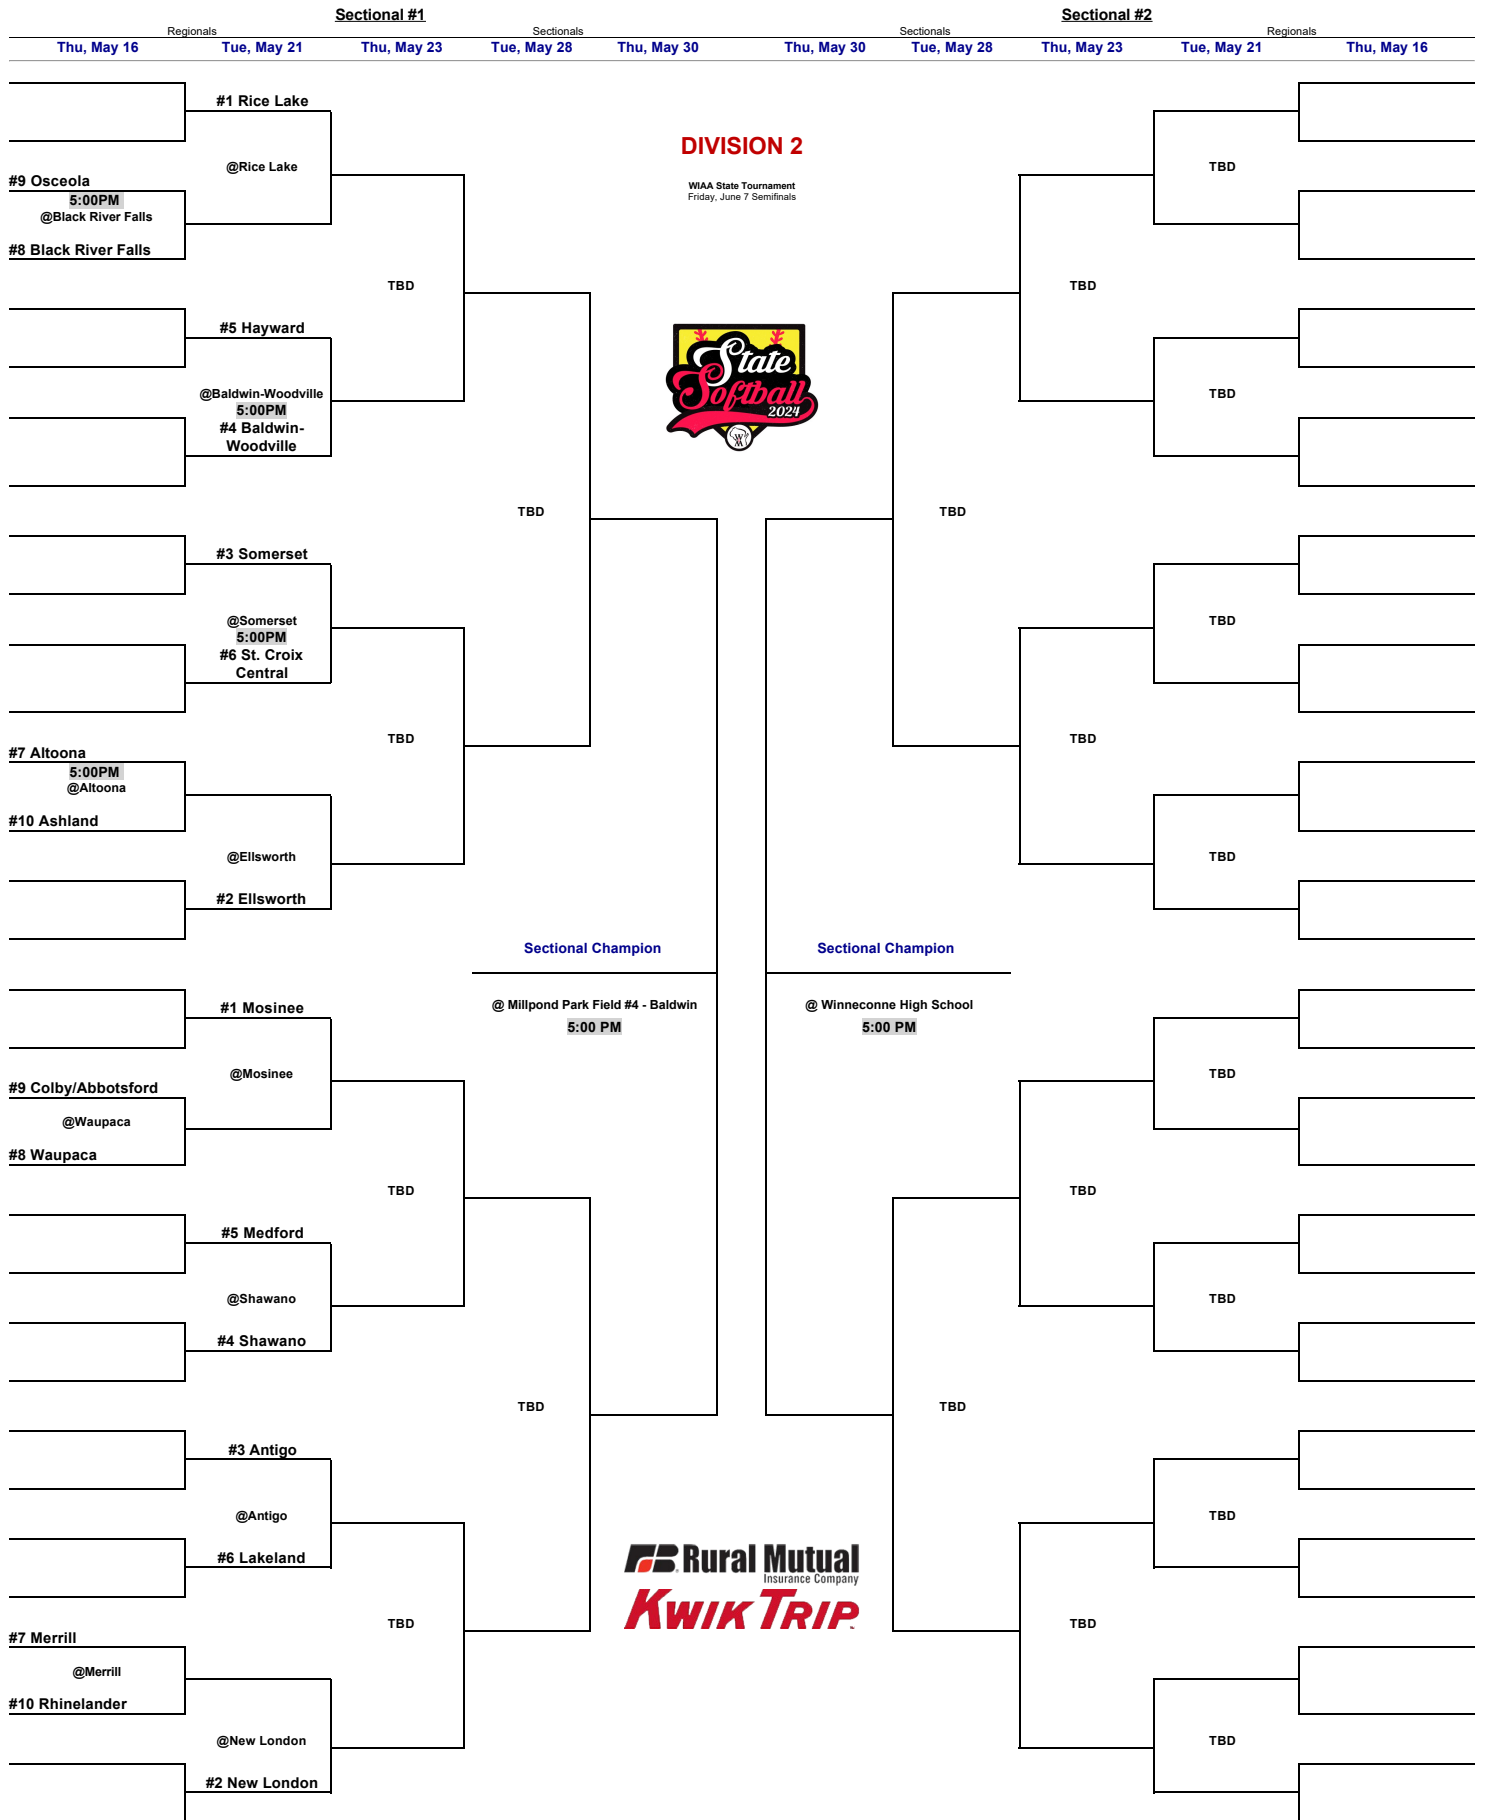 Sectional #1
Sectional #2
Regionals
Sectionals
Sectionals
Regionals
Thu, May 16
Tue, May 21
Thu, May 23
Tue, May 28
Thu, May 30
Thu, May 30
Tue, May 28
Thu, May 23
Tue, May 21
Thu, May 16
#1 Rice Lake
DIVISION 2
@Rice Lake
TBD
#9 Osceola
WIAA State Tournament
5:00PM
Friday, June 7 Semifinals
@Black River Falls
#8 Black River Falls
TBD
TBD
#5 Hayward
State
Softball
2024
@Baldwin-Woodville
TBD
5:00PM
#4 Baldwin-
Woodville
TBD
TBD
#3 Somerset
@Somerset
TBD
5:00PM
#6 St. Croix
Central
TBD
TBD
#7 Altoona
5:00PM
@Altoona
#10 Ashland
@Ellsworth
TBD
#2 Ellsworth
Sectional Champion
Sectional Champion
#1 Mosinee
@ Millpond Park Field #4 - Baldwin
@ Winneconne High School
5:00 PM
5:00 PM
@Mosinee
TBD
#9 Colby/Abbotsford
@Waupaca
#8 Waupaca
TBD
TBD
#5 Medford
@Shawano
TBD
#4 Shawano
TBD
TBD
#3 Antigo
@Antigo
TBD
#6 Lakeland
Rural Mutual
Insurance Company
KWIK TRIP
TBD
TBD
#7 Merrill
@Merrill
#10 Rhinelander
@New London
TBD
#2 New London